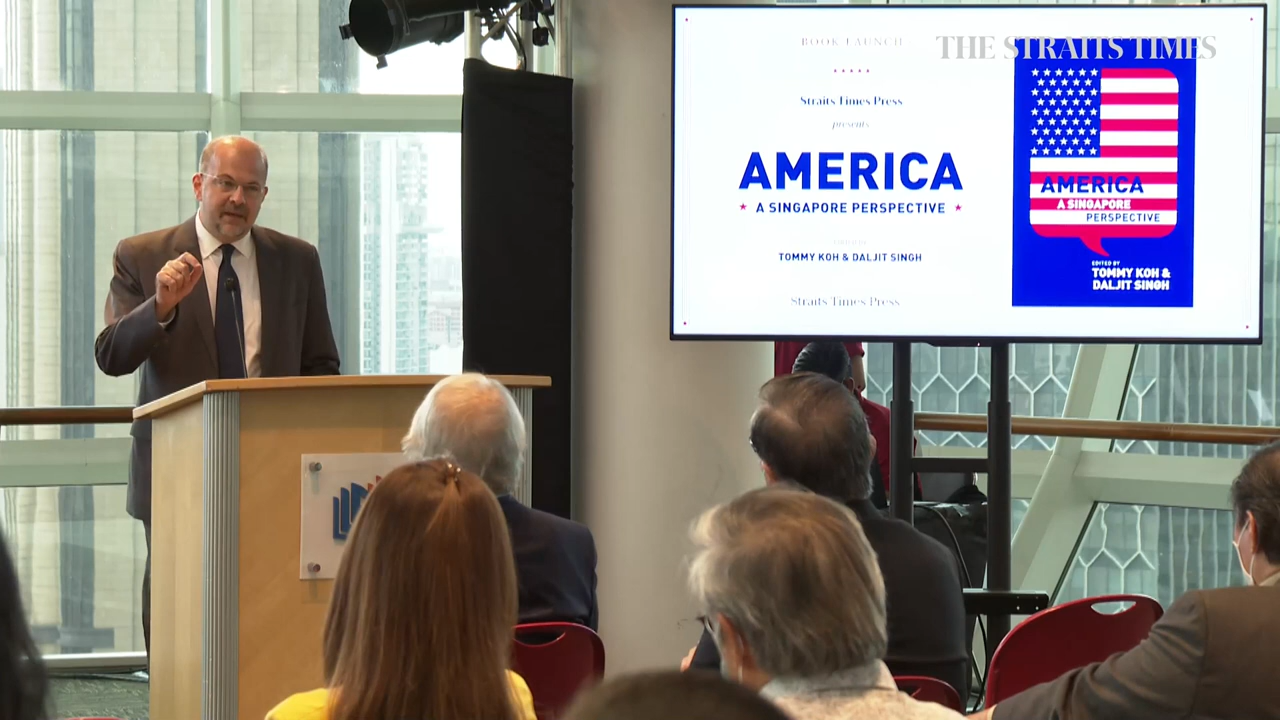 THE STRAITS TIMES
BOOK LAUNCH
Straits Times Press
presents
AMERICA
A SINGAPORE PERSPECTIVE
TOMMY KOH & DALJIT SINGH
Straits Times Press
AMERICA
A SINGAPORE
PERSPECTIVE
EDITED BY
TOMMY KOH &
DALJIT SINGH